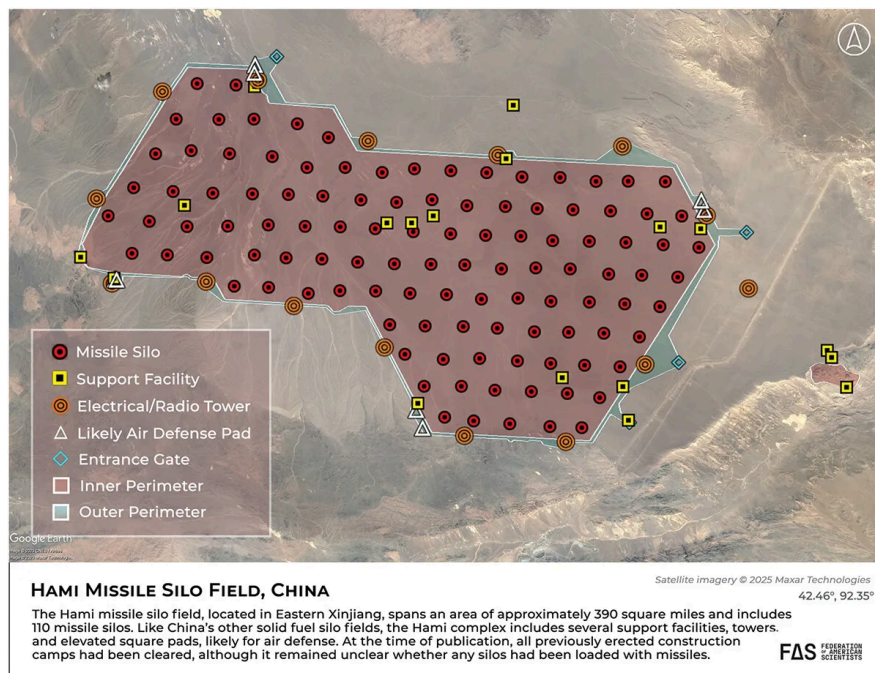 Missile Silo
Support Facility
Electrical/Radio Tower
Likely Air Defense Pad
Entrance Gate
Inner Perimeter
Outer Perimeter
Google Earth
HAMI MISSILE SILO FIELD, CHINA
Satellite imagery © 2025 Maxar Technologies
42.46°, 92.35°
The Hami missile silo field, located in Eastern Xinjiang, spans an area of approximately 390 square miles and includes
110 missile silos. Like China's other solid fuel silo fields, the Hami complex includes several support facilities, towers.
and elevated square pads, likely for air defense. At the time of publication, all previously erected construction
camps had been cleared, although it remained unclear whether any silos had been loaded with missiles.
FAS
FEDERATION
OF AMERICAN
SCIENTISTS